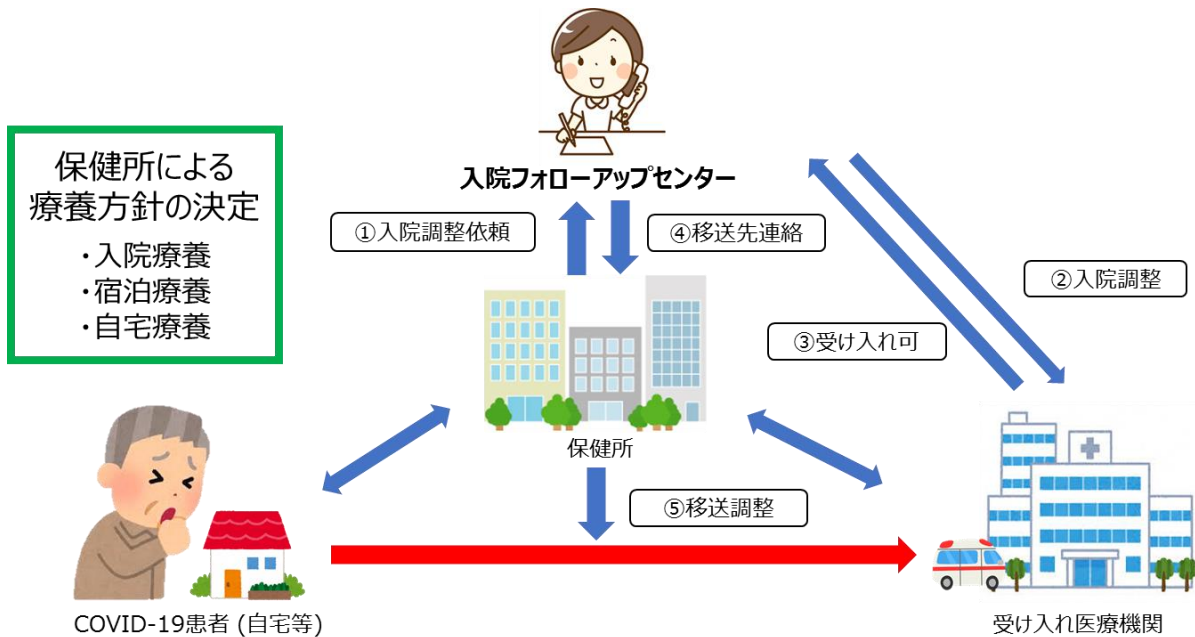 入院フォローアップセンター
保健所による
療養方針の決定
・入院療養
・宿泊療養
・自宅療養
①入院調整依頼
④移送先連絡
②入院調整
③受け入れ可
保健所
⑤移送調整
COVID-19患者 (自宅等)
受け入れ医療機関